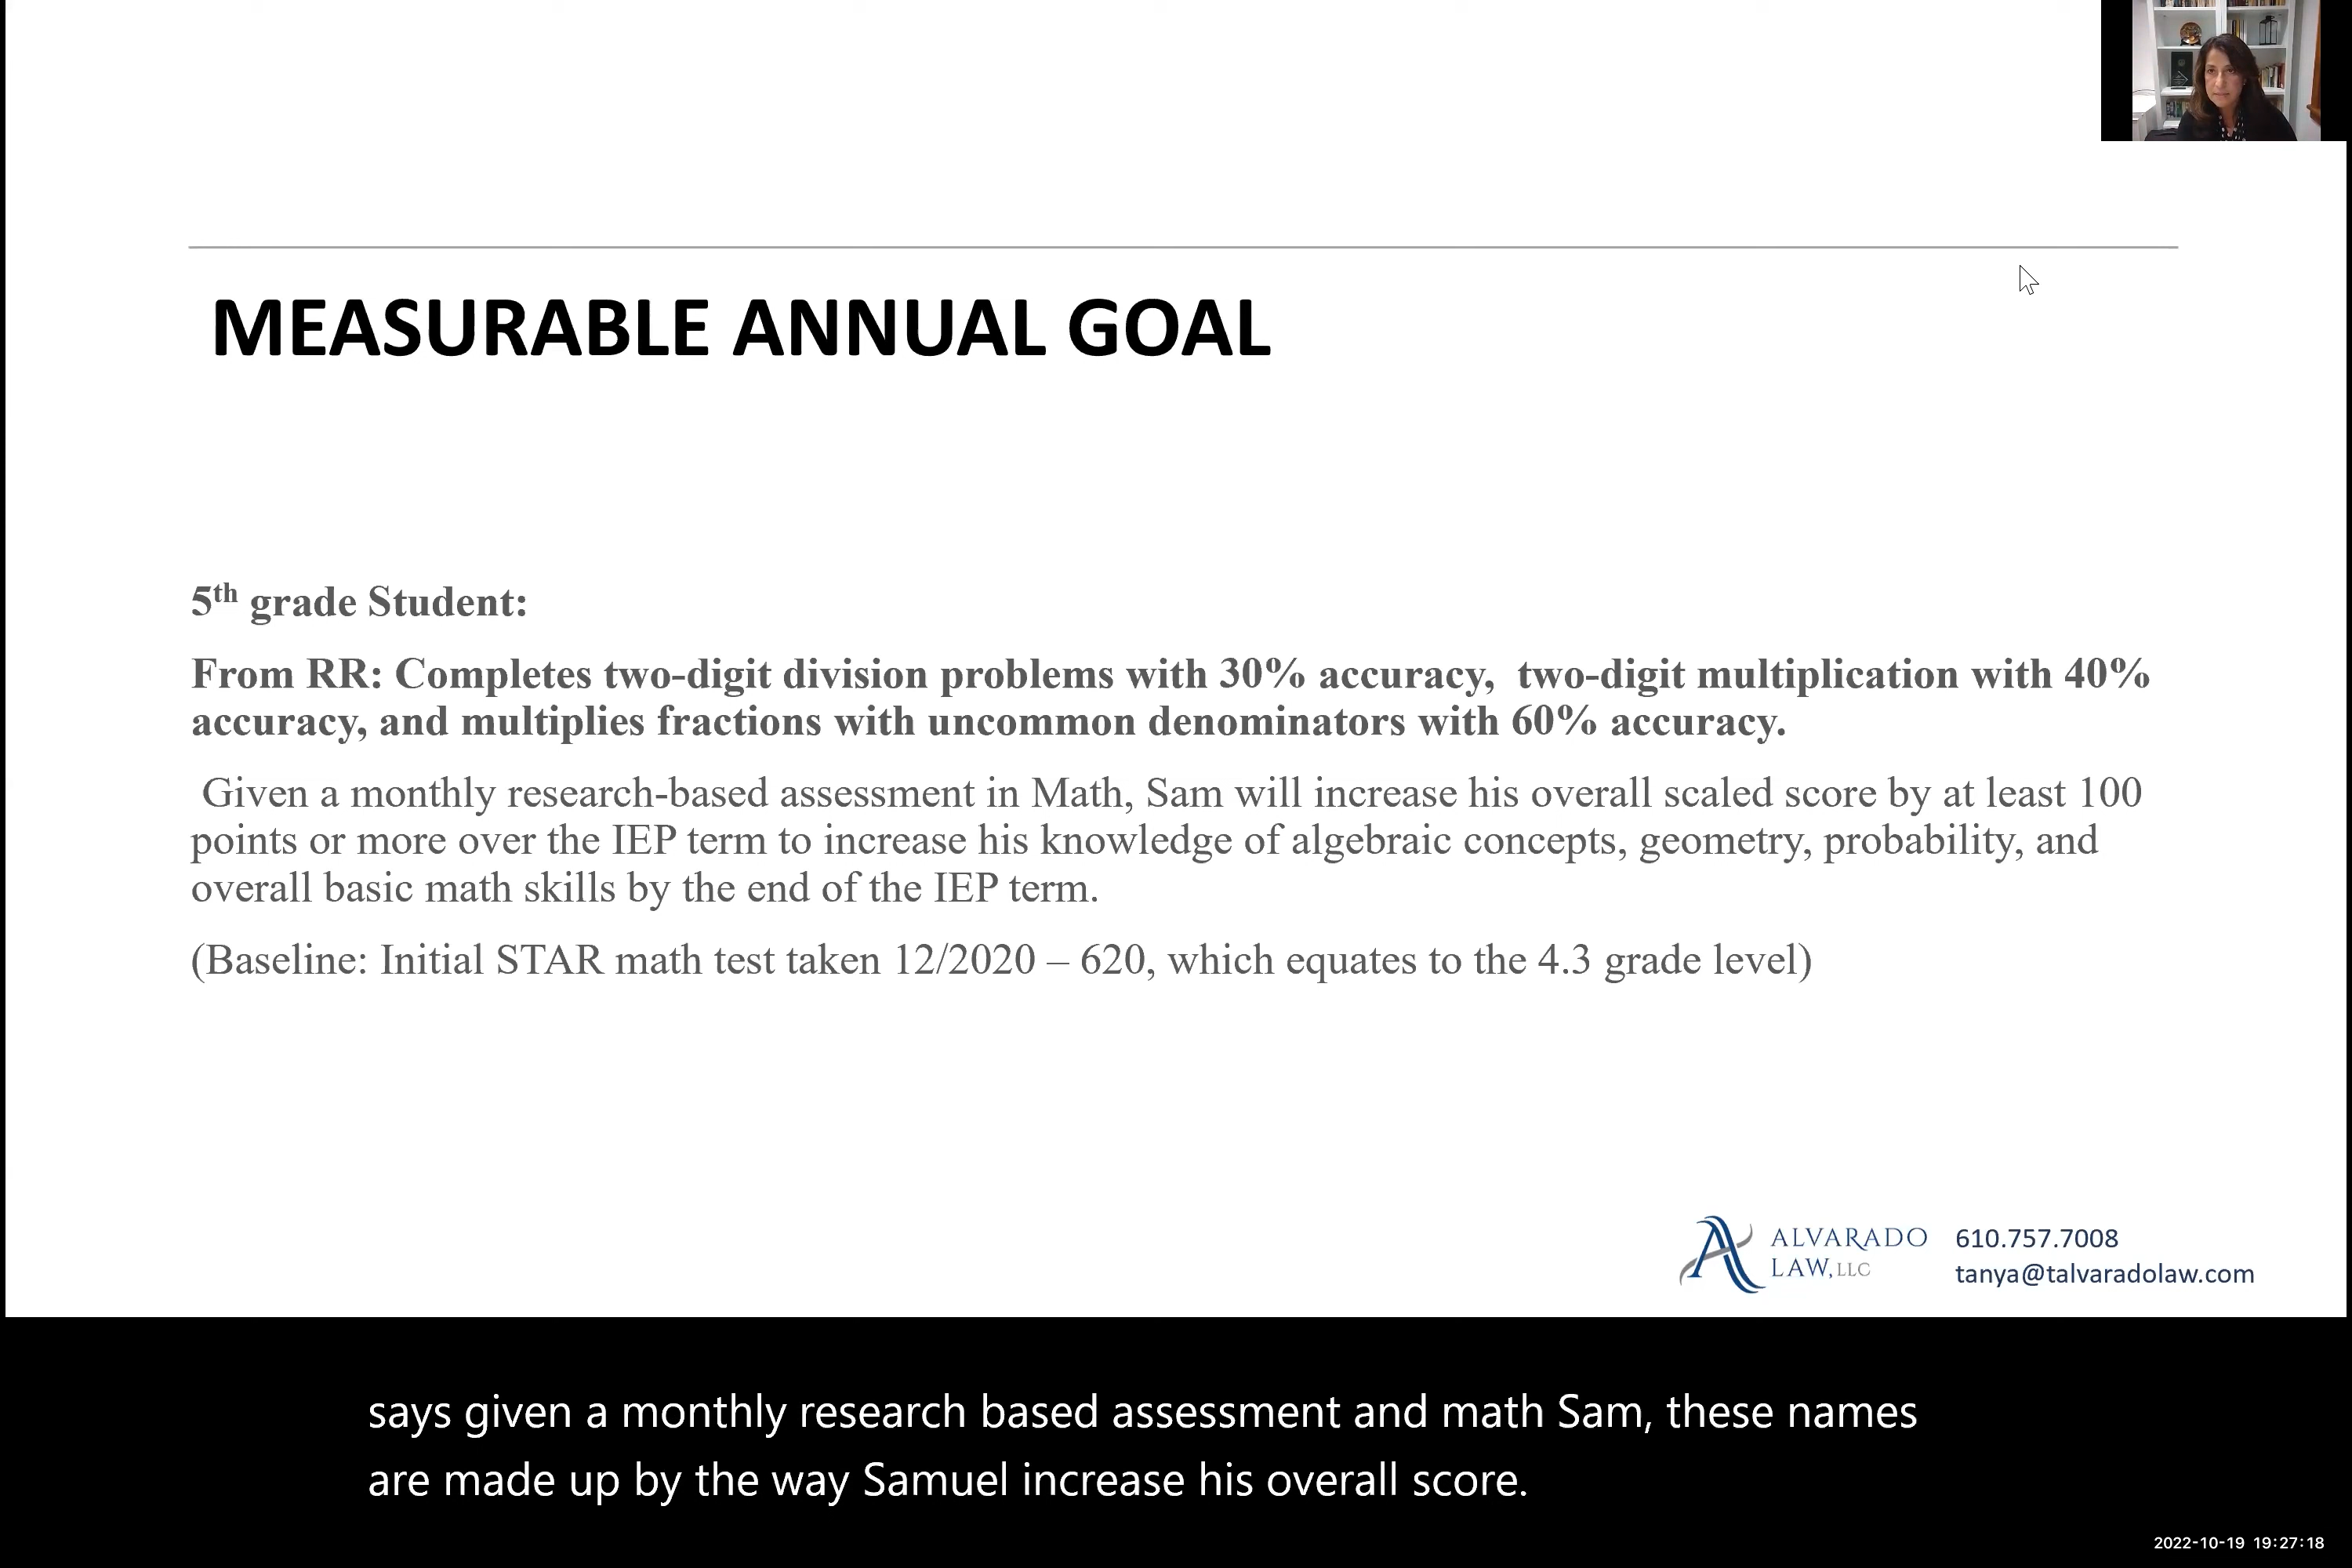 MEASURABLE ANNUAL GOAL
5th grade Student:
From RR: Completes two-digit division problems with 30% accuracy,  two-digit multiplication with 40%
accuracy, and multiplies fractions with uncommon denominators with 60% accuracy.
Given a monthly research-based assessment in Math, Sam will increase his overall scaled score by at least 100
points or more over the IEP term to increase his knowledge of algebraic concepts, geometry, probability, and
overall basic math skills by the end of the IEP term.
(Baseline: Initial STAR math test taken 12/2020 – 620, which equates to the 4.3 grade level)
ALVARADO
LAW, LLC
610.757.7008
tanya@talvaradolaw.com
says given a monthly research based assessment and math Sam, these names
are made up by the way Samuel increase his overall score.
2022-10-19 19:27:18